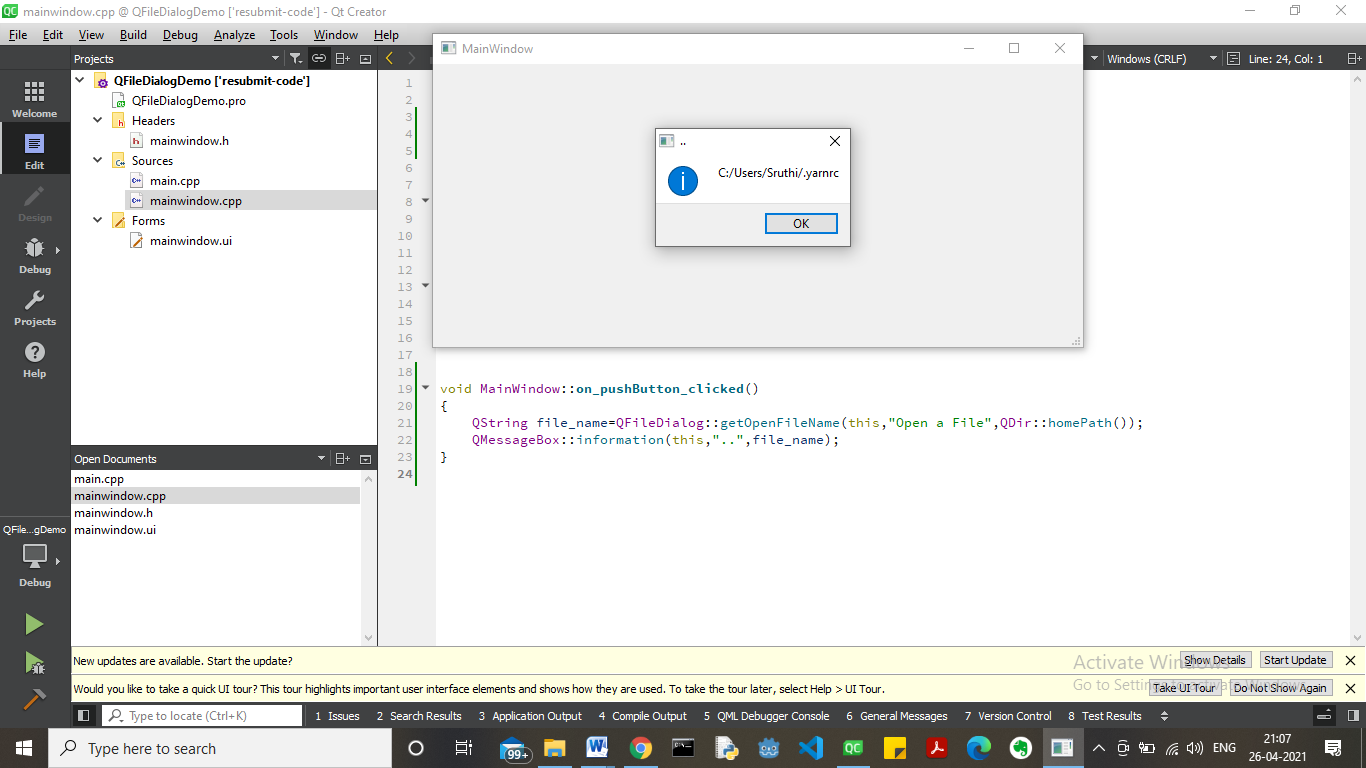 mainwindow.cpp @ QFileDialogDemo ['resubmit-code'] - Qt Creator
File Edit View Build Debug Analyze Tools Window Help
Projects
Windows (CRLF) Line: 24, Col: 1
Welcome
Edit
Design
Debug
Projects
Help
QFileDialogDemo ['resubmit-code']
QFileDialogDemo.pro
Headers
mainwindow.h
Sources
main.cpp
mainwindow.cpp
Forms
mainwindow.ui
Open Documents
main.cpp
mainwindow.cpp
mainwindow.h
mainwindow.ui
QFile...gDemo
Debug
MainWindow
..
C:/Users/Sruthi/.yarnrc
OK
1
2
3
4
5
6
7
8
9
10
11
12
13
14
15
16
17
18
19 void MainWindow::on_pushButton_clicked()
20 {
21 QString file_name=QFileDialog::getOpenFileName(this,"Open a File",QDir::homePath());
22 QMessageBox::information(this,"..",file_name);
23 }
24
New updates are available. Start the update? Show Details Start Update
Would you like to take a quick UI tour? This tour highlights important user interface elements and shows how they are used. To take the tour later, select Help > UI Tour. Take UI Tour Do Not Show Again
Activate Windows
Go to Settings to activate Windows.
Type to locate (Ctrl+K) 1 Issues 2 Search Results 3 Application Output 4 Compile Output 5 QML Debugger Console 6 General Messages 7 Version Control 8 Test Results
Type here to search
99+
ENG
21:07
26-04-2021